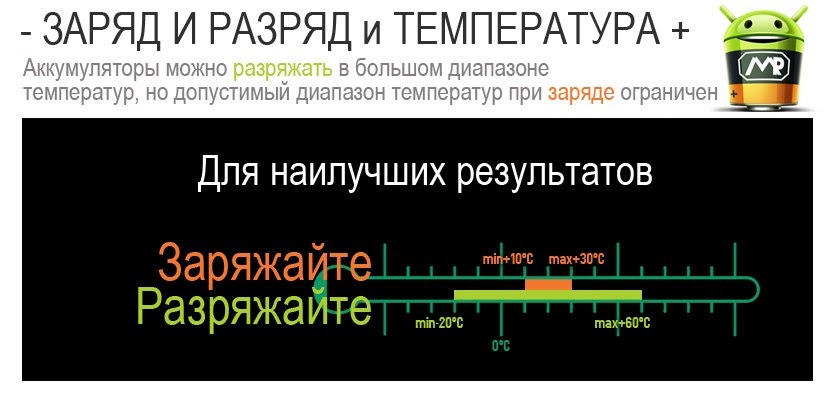 - ЗАРЯД И РАЗРЯД и ТЕМПЕРАТУРА +
Аккумуляторы можно разряжать в большом диапазоне
температур, но допустимый диапазон температур при заряде ограничен
MP
+
Для наилучших результатов
Заряжайте
min+10°C max+30°C
Разряжайте
min-20°C max+60°C
0°C